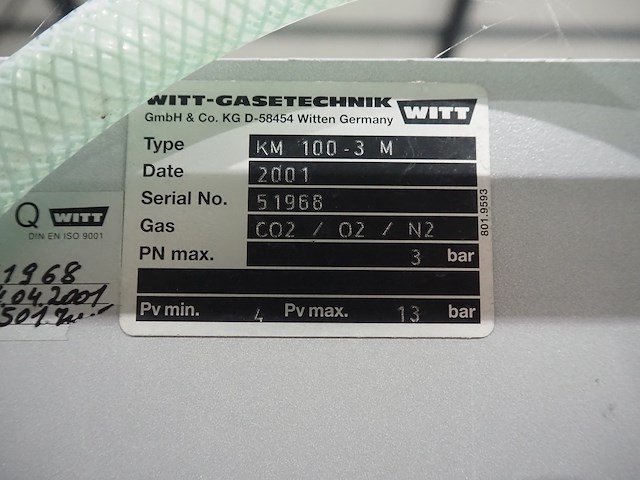 WITT-GASETECHNIK WITT
GmbH & Co. KG D-58454 Witten Germany
Type KM 100-3 M
Date 2001
Serial No. 51968
Gas CO2 / O2 / N2
PN max. 3 bar
Pv min. 4 Pv max. 13 bar
801.9593
Q WITT
DIN EN ISO 9001
1968